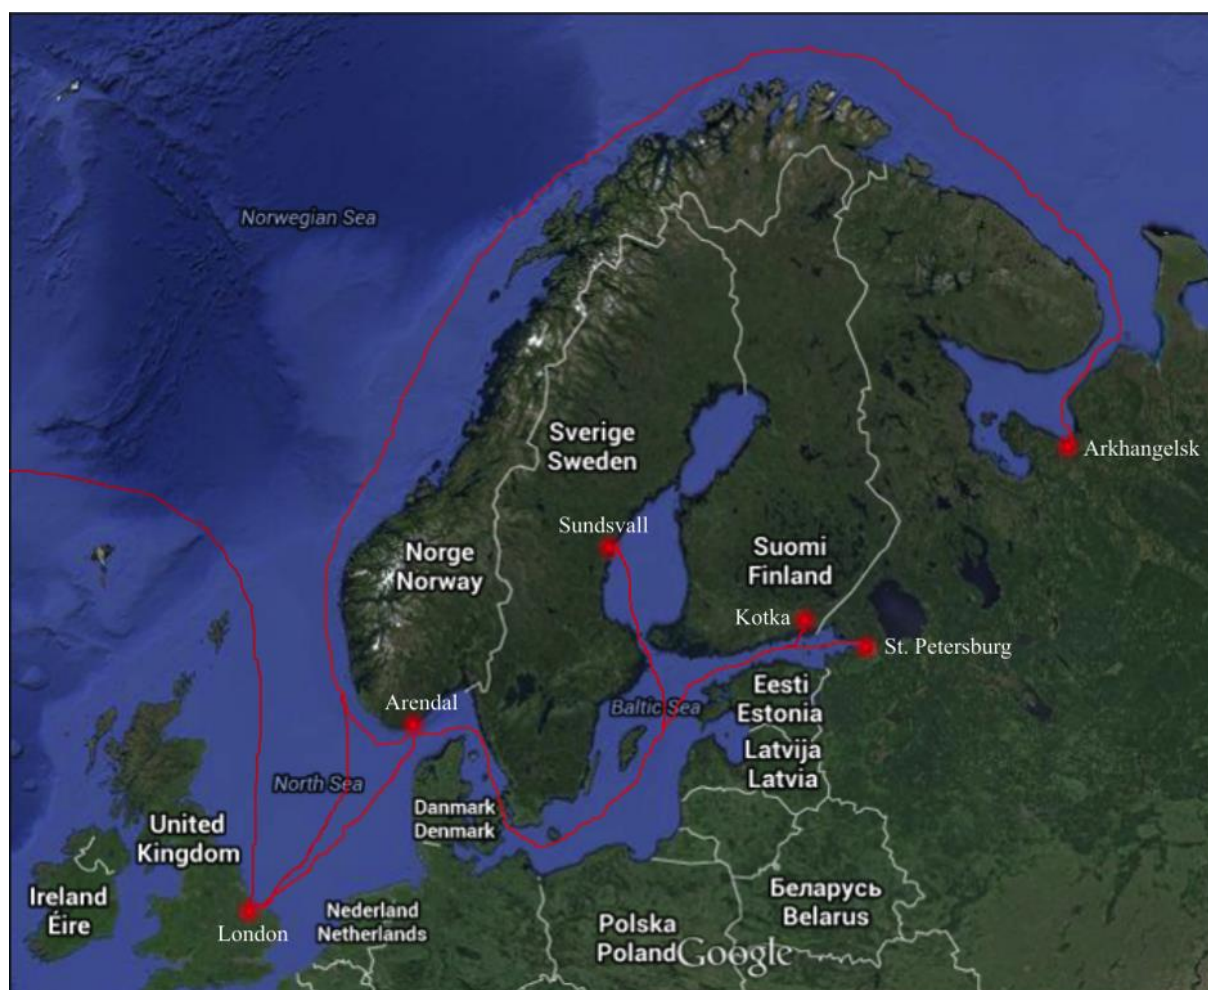 Norwegian Sea
Sverige
Sweden
Arkhangelsk
Sundsvall
Norge
Norway
Suomi
Finland
Kotka
St. Petersburg
Arendal
Baltic Sea
Eesti
Estonia
Latvija
Latvia
North Sea
Danmark
Denmark
United
Kingdom
Ireland
Éire
Беларусь
Belarus
Nederland
Netherlands
London
Polska
Poland
Google